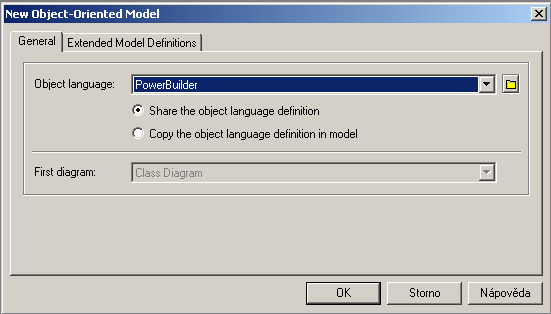 New Object-Oriented Model
General Extended Model Definitions
Object language: PowerBuilder
Share the object language definition
Copy the object language definition in model
First diagram: Class Diagram
OK Storno Nápověda